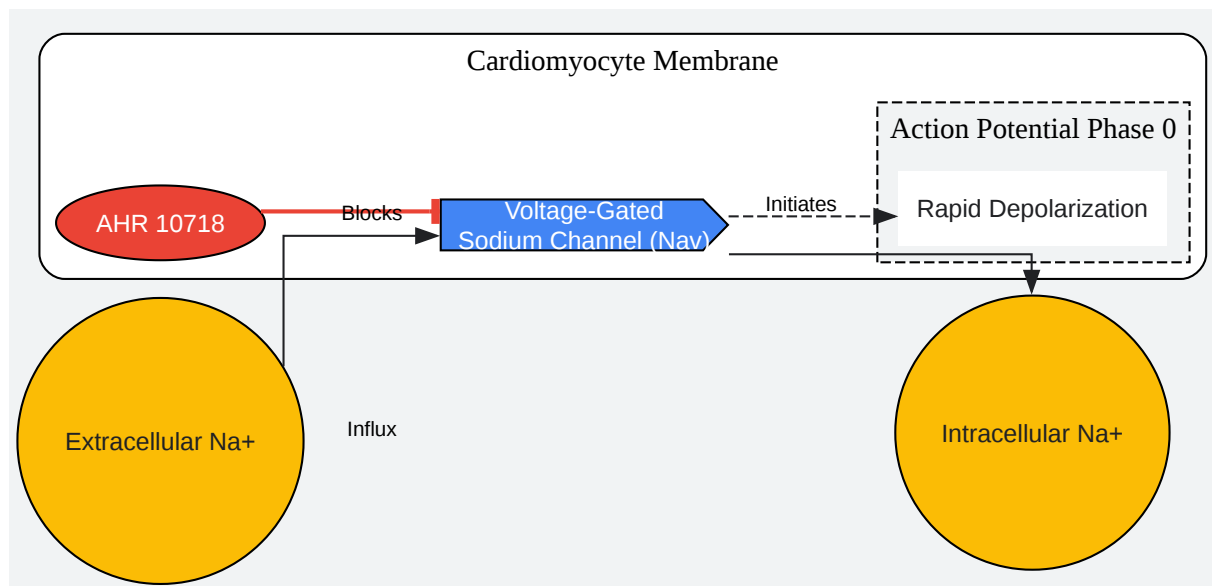 Cardiomyocyte Membrane
Action Potential Phase 0
AHR 10718
Blocks
Voltage-Gated
Sodium Channel (Nav)
Initiates
Rapid Depolarization
Extracellular Na+
Influx
Intracellular Na+